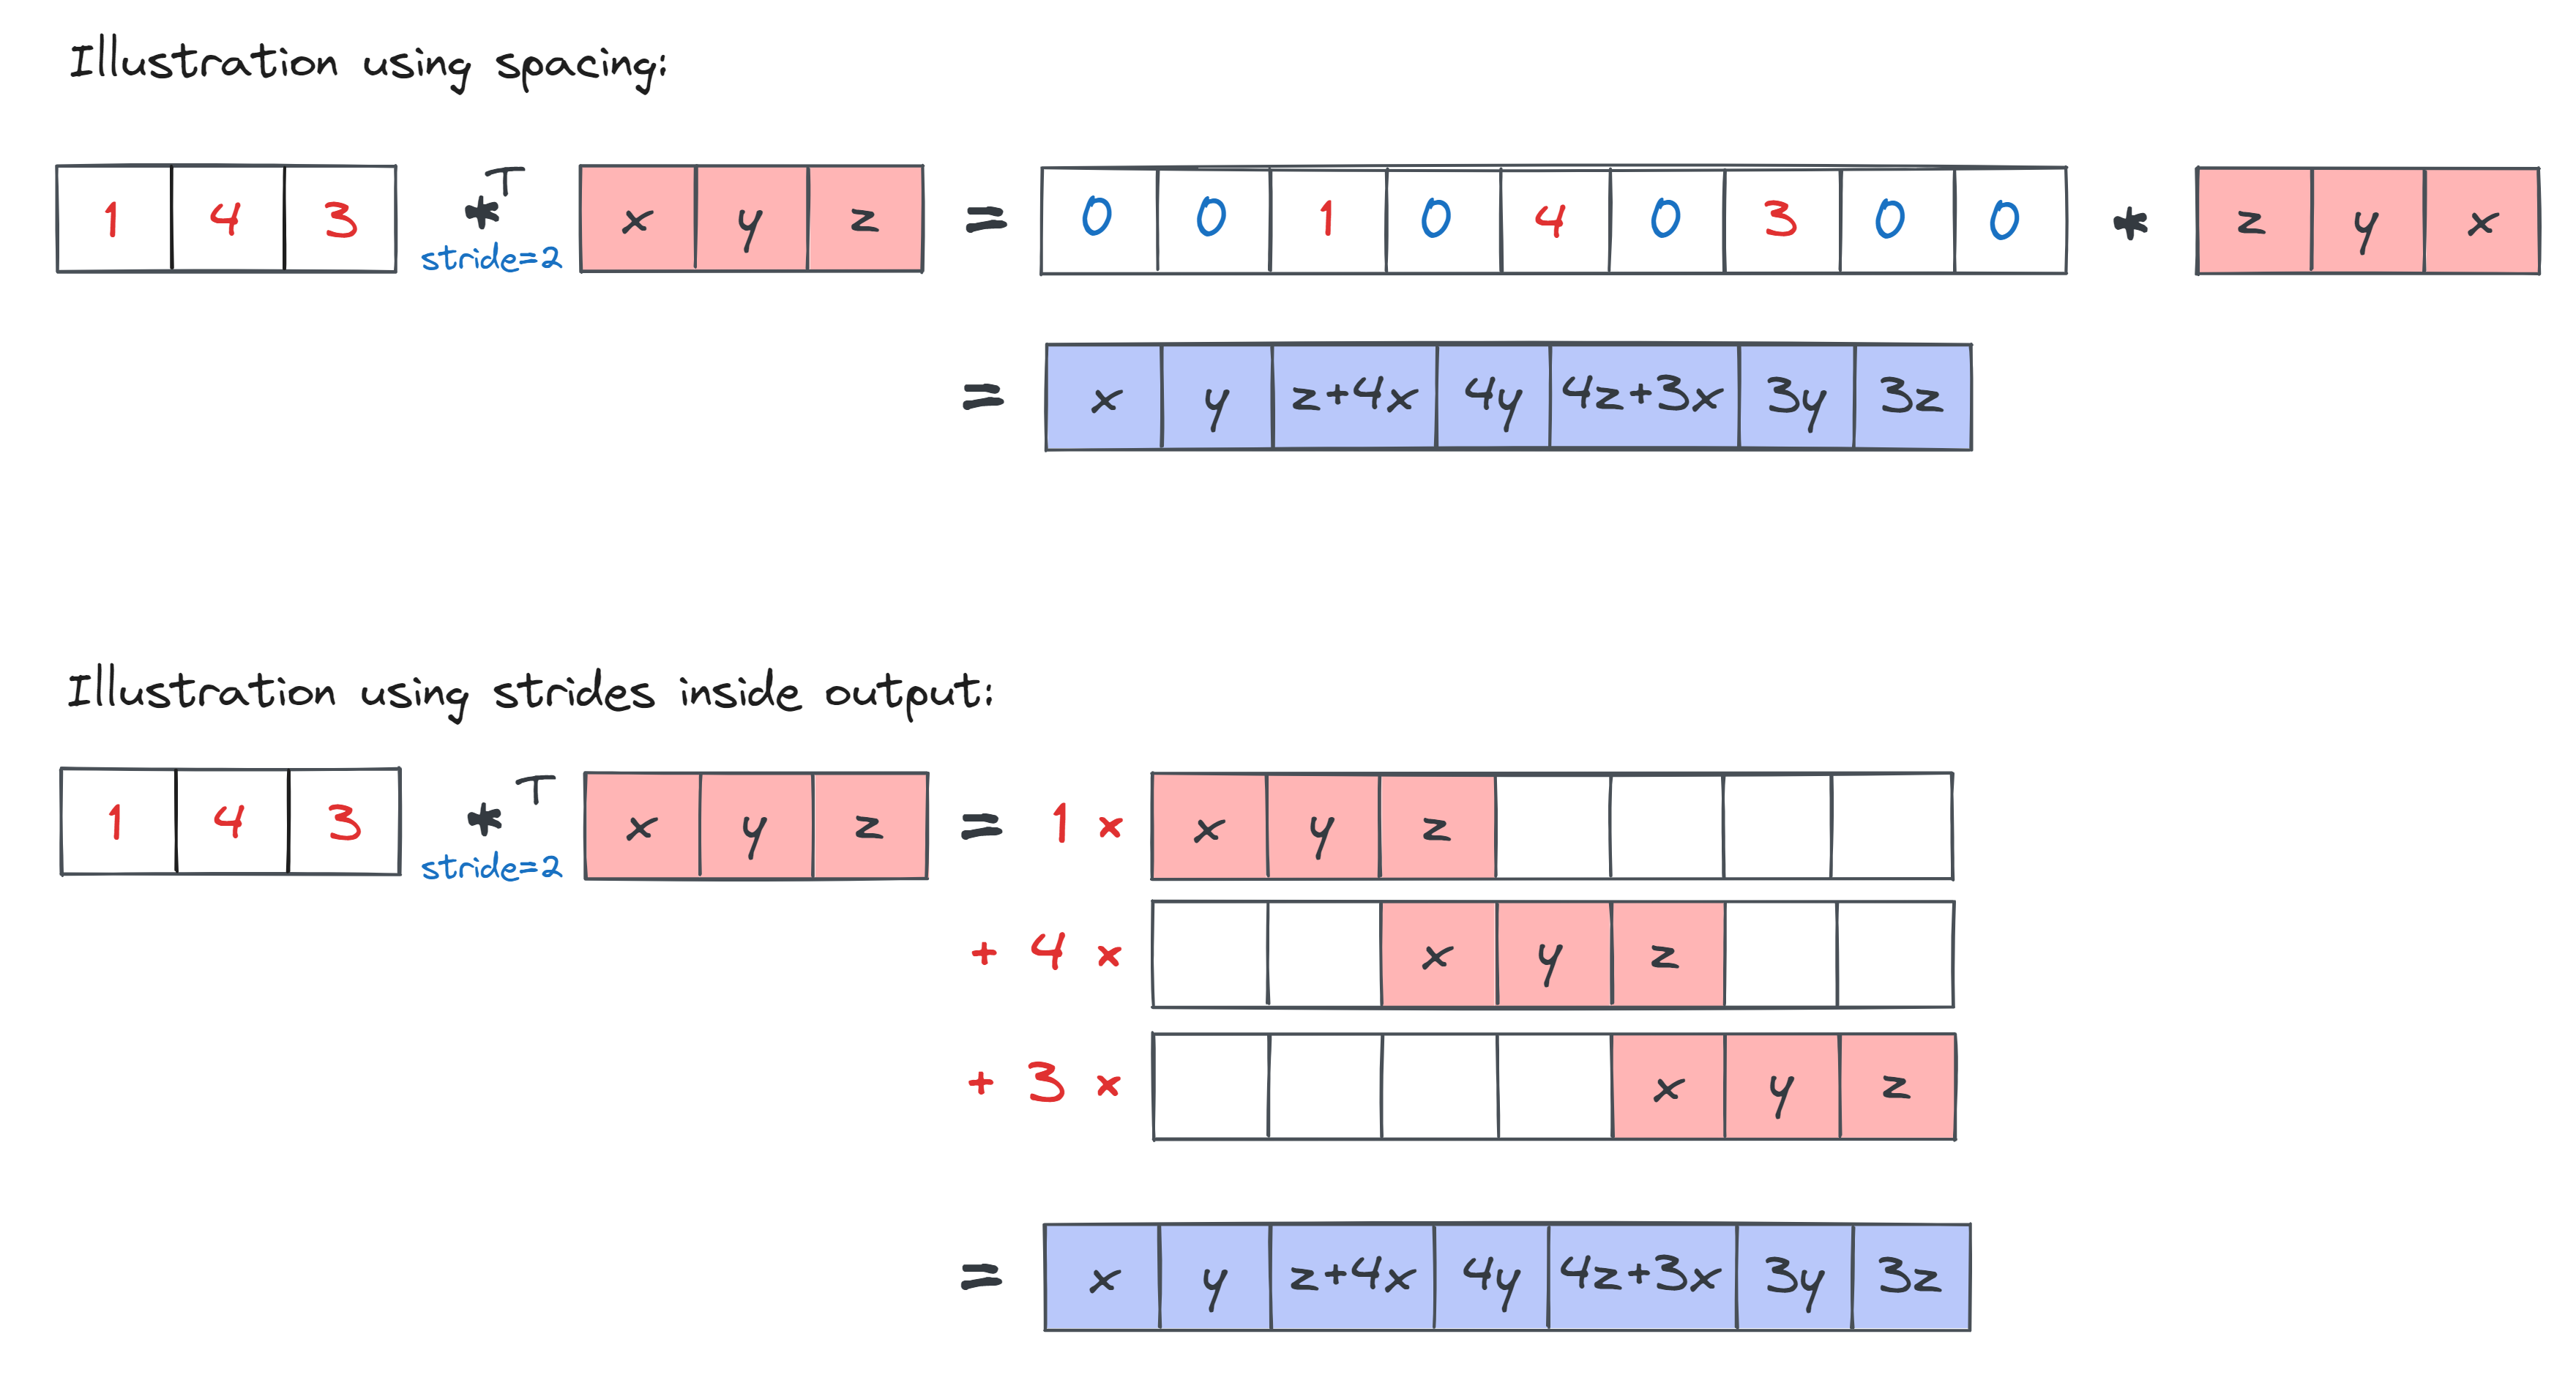 Illustration using spacing:
1 4 3 * T x y z = 0 0 1 0 4 0 3 0 0 * z y x
stride=2
= x y z+4x 4y 4z+3x 3y 3z
Illustration using strides inside output:
1 4 3 * T x y z = 1 × x y z
stride=2
+ 4 × x y z
+ 3 × x y z
= x y z+4x 4y 4z+3x 3y 3z